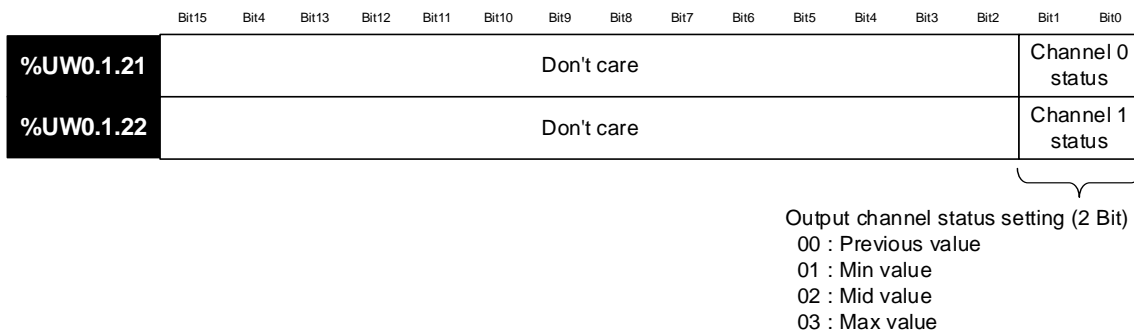 Bit15 Bit4 Bit13 Bit12 Bit11 Bit10 Bit9 Bit8 Bit7 Bit6 Bit5 Bit4 Bit3 Bit2 Bit1 Bit0
%UW0.1.21 Don't care Channel 0
status
%UW0.1.22 Don't care Channel 1
status
Output channel status setting (2 Bit)
00 : Previous value
01 : Min value
02 : Mid value
03 : Max value